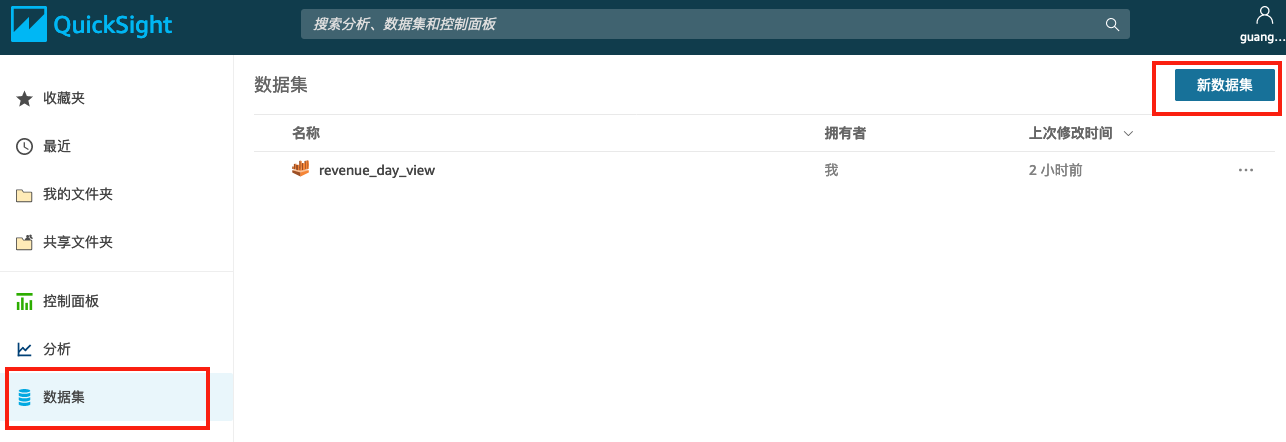 QuickSight
搜索分析、数据集和控制面板
guang...
收藏夹
最近
我的文件夹
共享文件夹
控制面板
分析
数据集
数据集
新数据集
名称 拥有者 上次修改时间
revenue_day_view 我 2 小时前